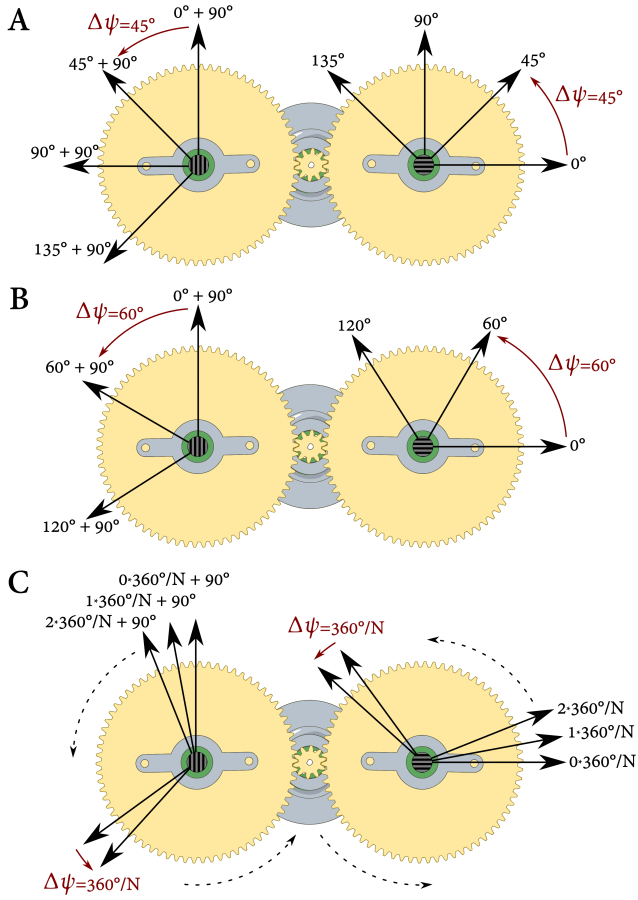 A
0° + 90°
Δψ=45°
45° + 90°
90° + 90°
135° + 90°
90°
135°
45°
Δψ=45°
0°
B
0° + 90°
Δψ=60°
60° + 90°
120° + 90°
120°
60°
Δψ=60°
0°
C
0·360°/N + 90°
1·360°/N + 90°
2·360°/N + 90°
Δψ=360°/N
Δψ=360°/N
2·360°/N
1·360°/N
0·360°/N